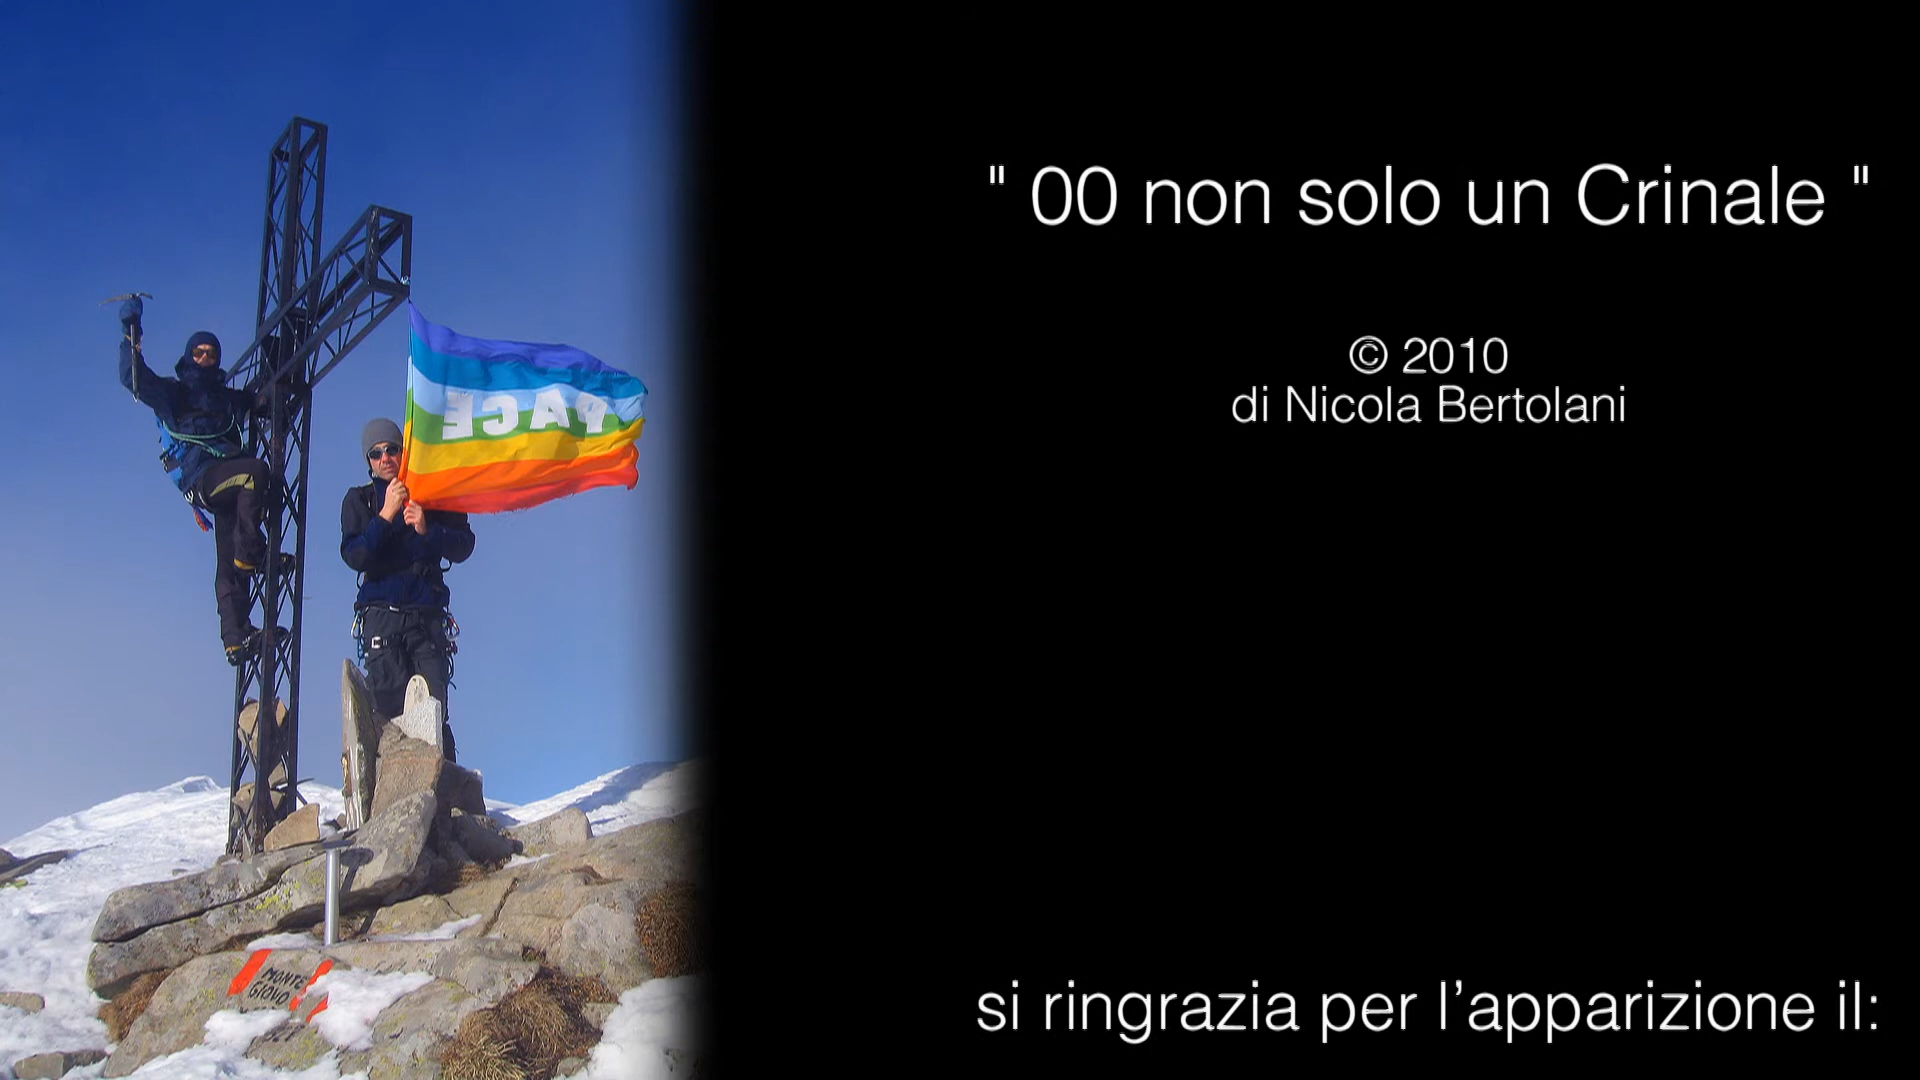 " 00 non solo un Crinale "
© 2010
di Nicola Bertolani
PACE
MONTE
GIOVO
si ringrazia per l’apparizione il: